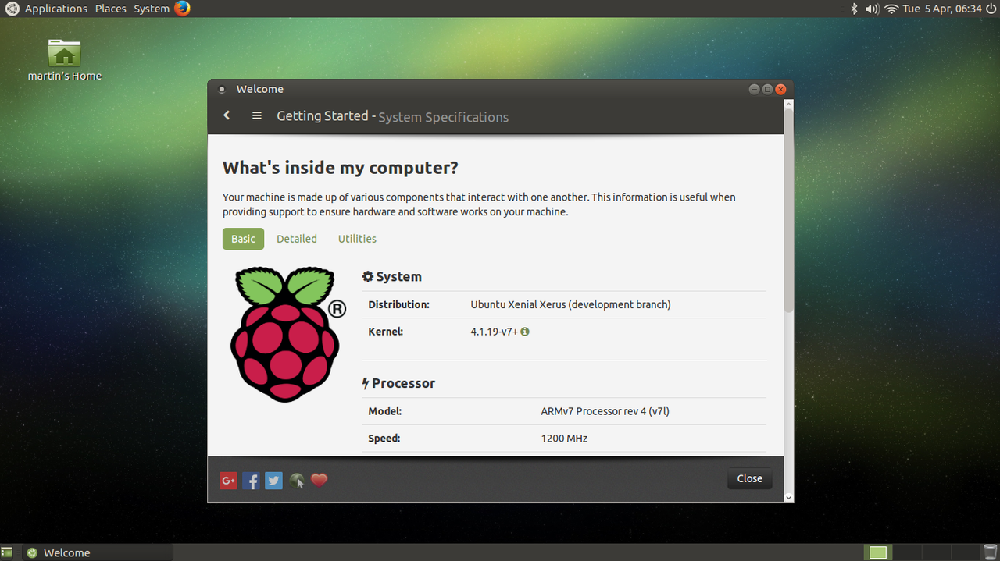 Applications Places System
Tue 5 Apr, 06:34
martin's Home
Welcome
Getting Started - System Specifications
What's inside my computer?
Your machine is made up of various components that interact with one another. This information is useful when
providing support to ensure hardware and software works on your machine.
Basic Detailed Utilities
®
System
Distribution: Ubuntu Xenial Xerus (development branch)
Kernel: 4.1.19-v7+
Processor
Model: ARMv7 Processor rev 4 (v7l)
Speed: 1200 MHz
G+ f
Close
Welcome